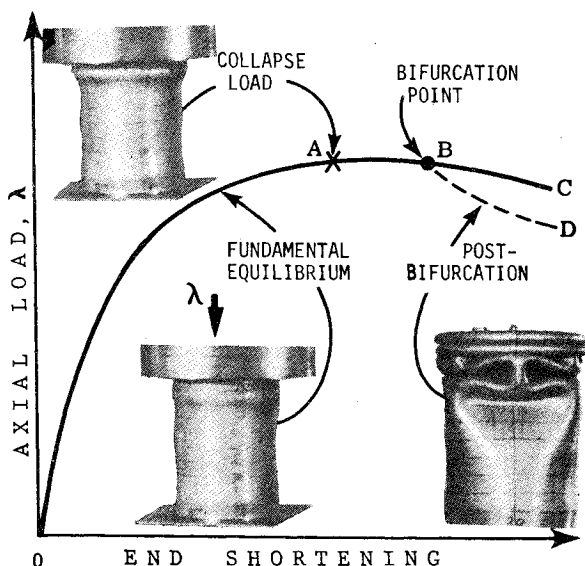 COLLAPSE
LOAD
BIFURCATION
POINT
A
B
C
D
FUNDAMENTAL
EQUILIBRIUM
POST-
BIFURCATION
λ
AXIAL LOAD, λ
0
END SHORTENING